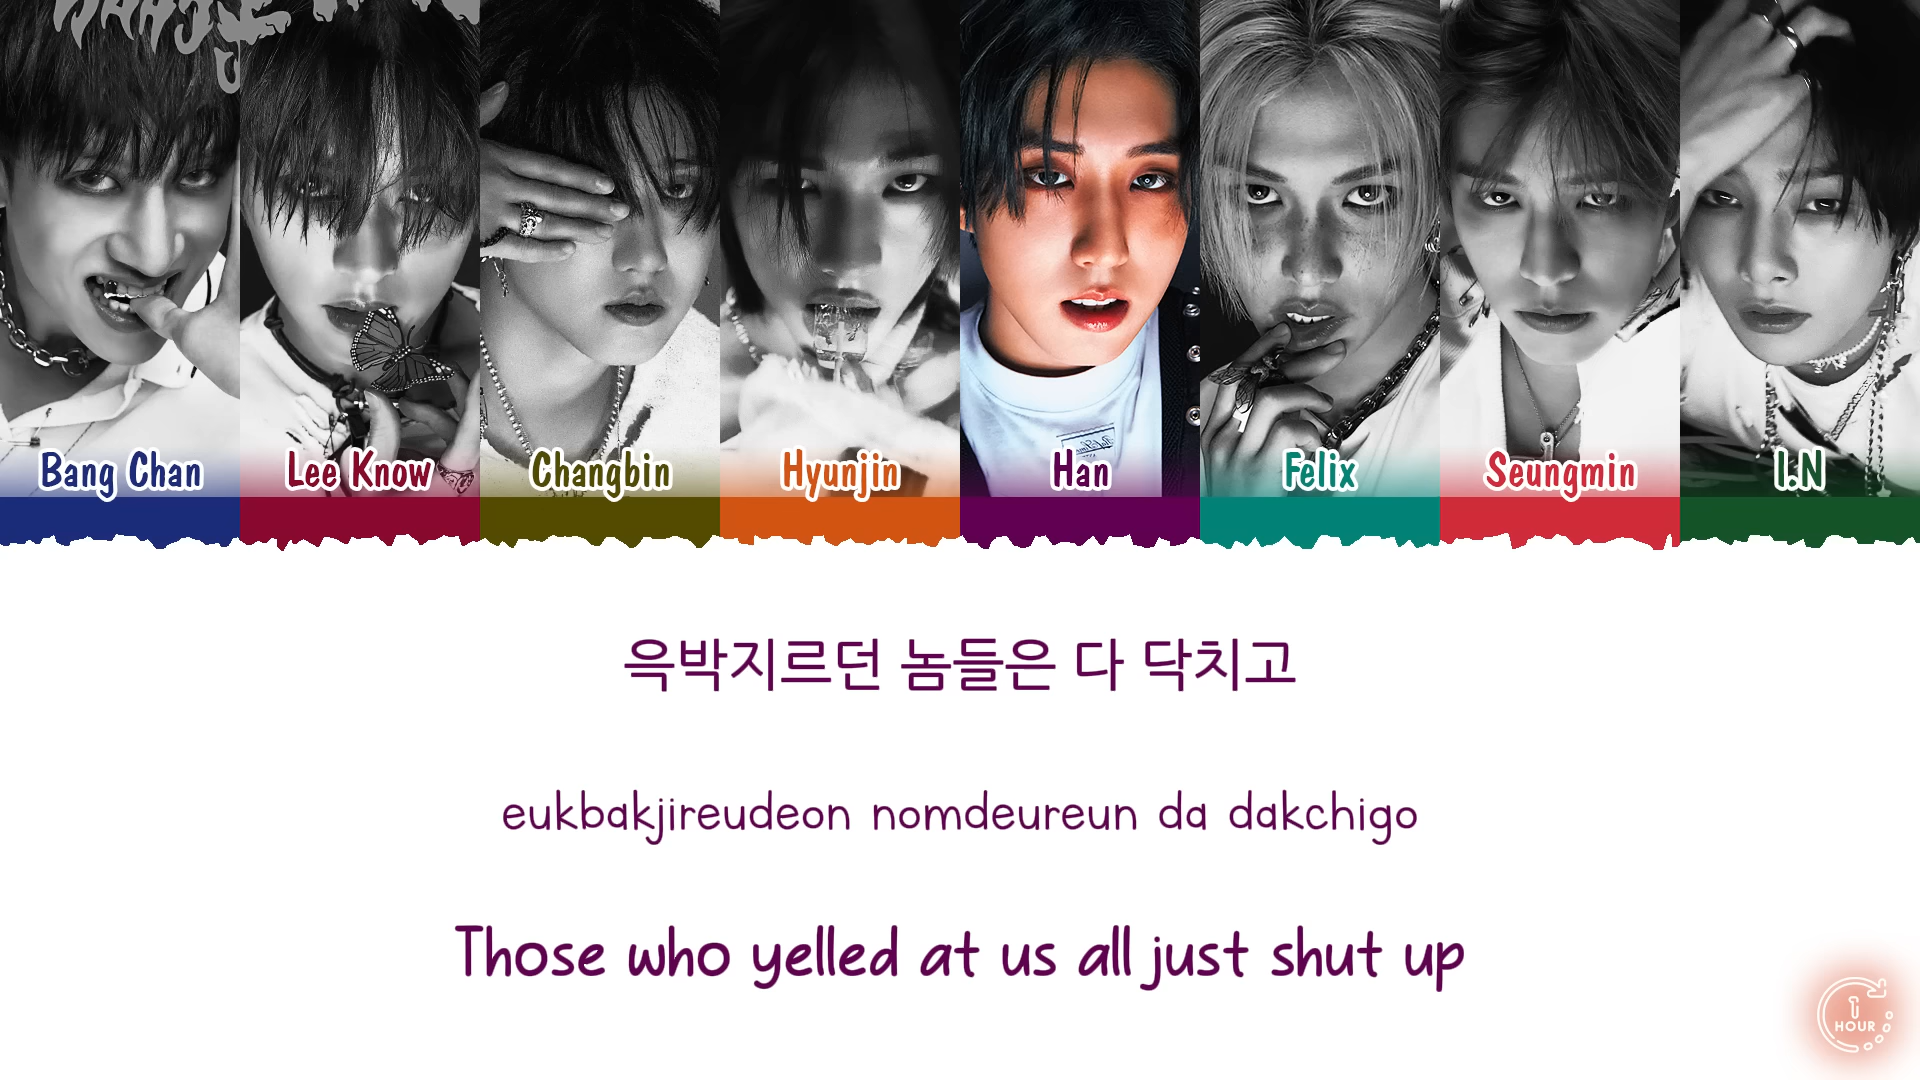 Bang Chan
Lee Know
Changbin
Hyunjin
Han
Felix
Seungmin
I.N
윽박지르던 놈들은 다 닥치고
eukbakjireudeon nomdeureun da dakchigo
Those who yelled at us all just shut up
1
HOUR